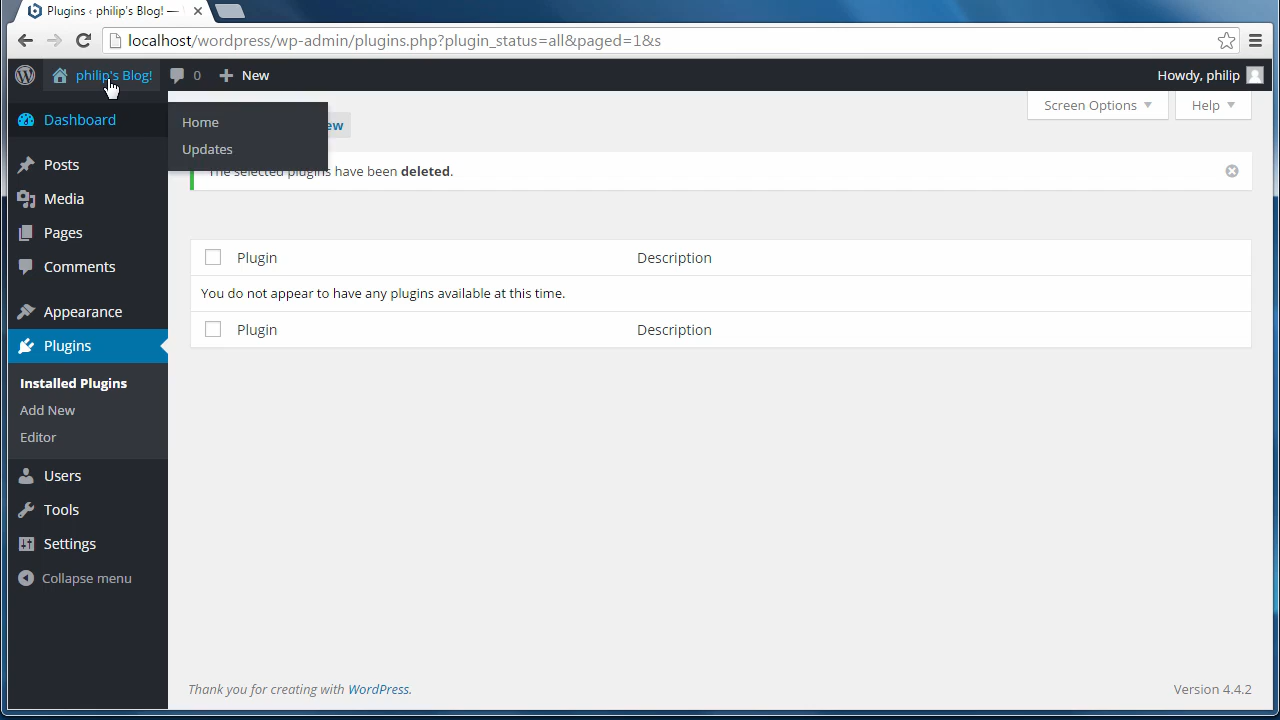 Plugins ‹ philip's Blog! —
localhost/wordpress/wp-admin/plugins.php?plugin_status=all&paged=1&s
philip's Blog! 0 New Howdy, philip
Dashboard
Home
Updates
Screen Options Help
Posts
Media
Pages
Comments
Appearance
Plugins
Installed Plugins
Add New
Editor
Users
Tools
Settings
Collapse menu
The selected plugins have been deleted.
Plugin Description
You do not appear to have any plugins available at this time.
Plugin Description
Thank you for creating with WordPress. Version 4.4.2